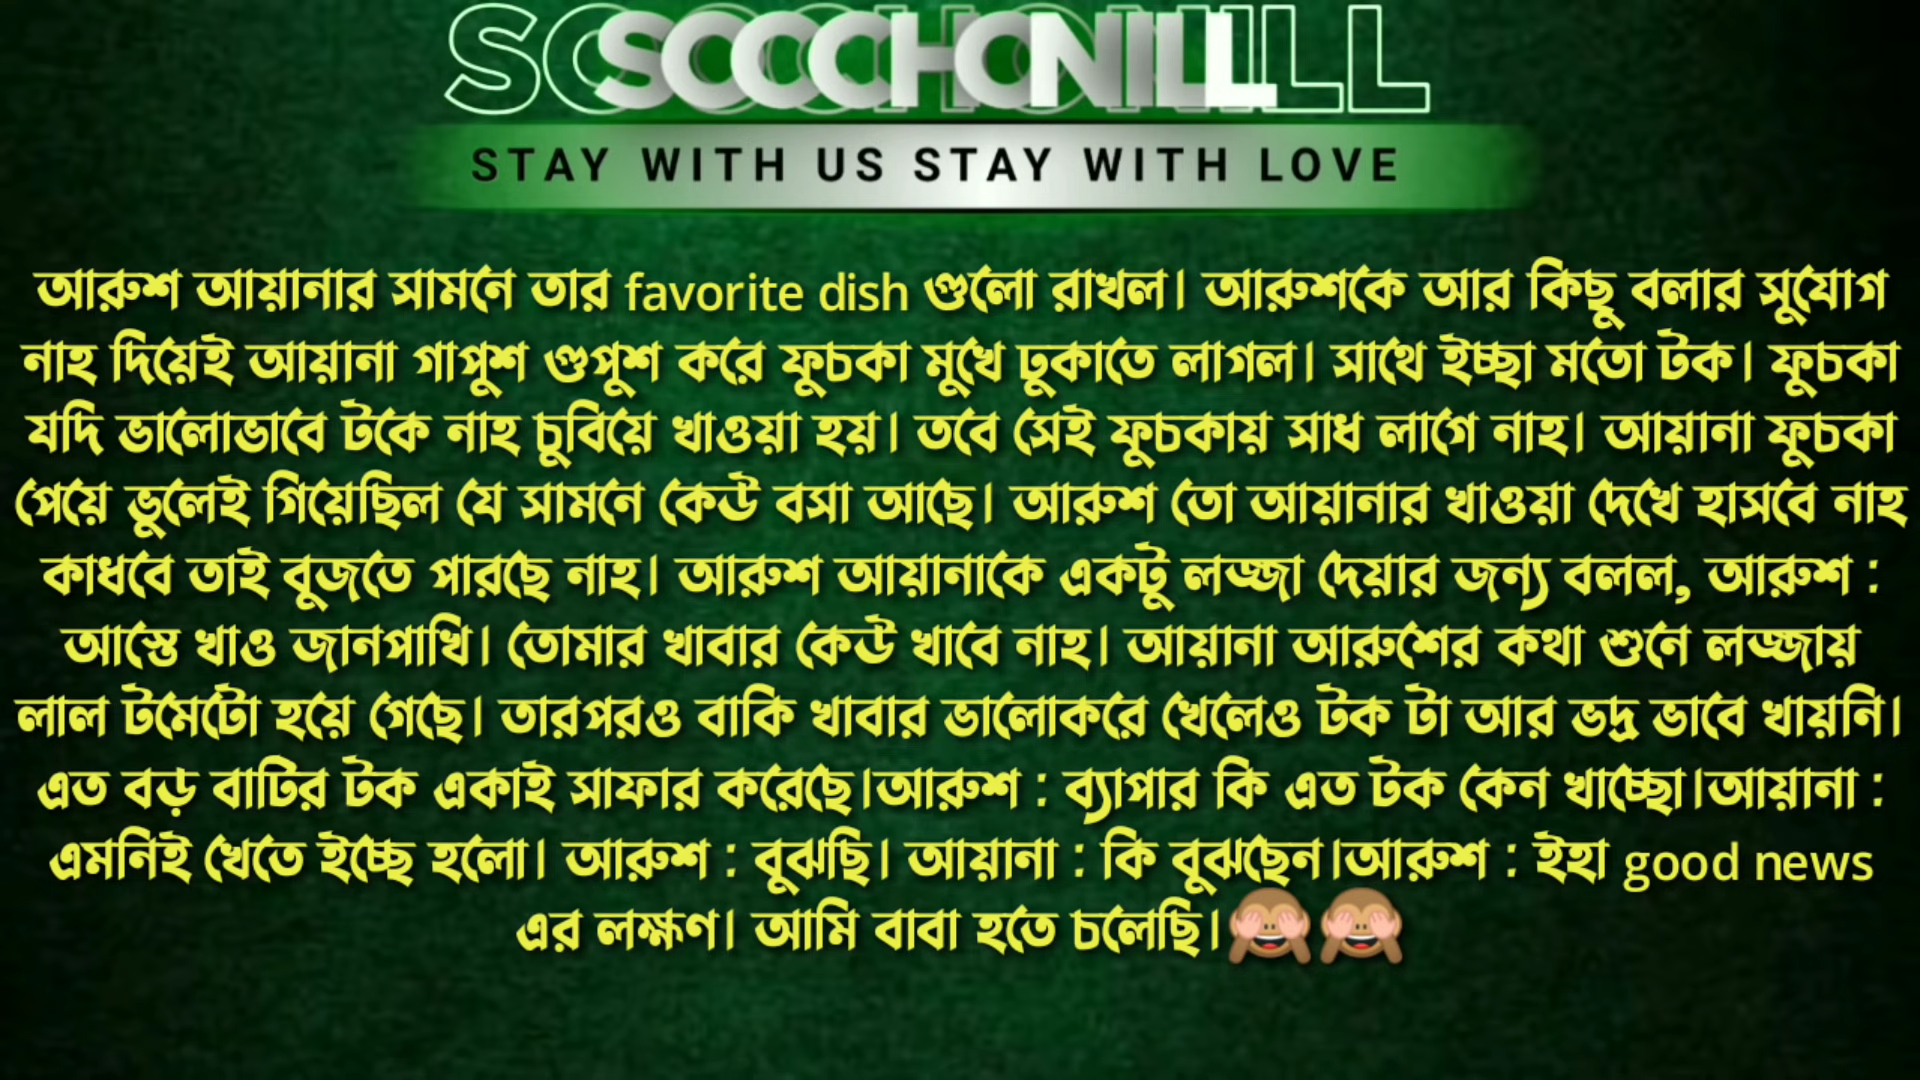 STAY WITH US STAY WITH LOVE
আরুশ আয়ানার সামনে তার favorite dish গুলো রাখল। আরুশকে আর কিছু বলার সুযোগ
নাহ দিয়েই আয়ানা গাপুশ গুপুশ করে ফুচকা মুখে ঢুকাতে লাগল। সাথে ইচ্ছা মতো টক। ফুচকা
যদি ভালোভাবে টকে নাহ চুবিয়ে খাওয়া হয়। তবে সেই ফুচকায় সাধ লাগে নাহ। আয়ানা ফুচকা
পেয়ে ভুলেই গিয়েছিল যে সামনে কেউ বসা আছে। আরুশ তো আয়ানার খাওয়া দেখে হাসবে নাহ
কাধবে তাই বুজতে পারছে নাহ। আরুশ আয়ানাকে একটু লজ্জা দেয়ার জন্য বলল, আরুশ :
আস্তে খাও জানপাখি। তোমার খাবার কেউ খাবে নাহ। আয়ানা আরুশের কথা শুনে লজ্জায়
লাল টমেটো হয়ে গেছে। তারপরও বাকি খাবার ভালোকরে খেলেও টক টা আর ভদ্র ভাবে খায়নি।
এত বড় বাটির টক একাই সাফার করেছে।আরুশ : ব্যাপার কি এত টক কেন খাচ্ছো।আয়ানা :
এমনিই খেতে ইচ্ছে হলো। আরুশ : বুঝছি। আয়ানা : কি বুঝছেন।আরুশ : ইহা good news
এর লক্ষণ। আমি বাবা হতে চলেছি।🙈🙈